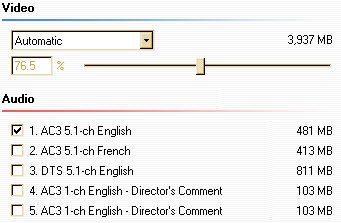 Video
Automatic 3,937 MB
76.5 %
Audio
1. AC3 5.1-ch English 481 MB
2. AC3 5.1-ch French 413 MB
3. DTS 5.1-ch English 811 MB
4. AC3 1-ch English - Director's Comment 103 MB
5. AC3 1-ch English - Director's Comment 103 MB